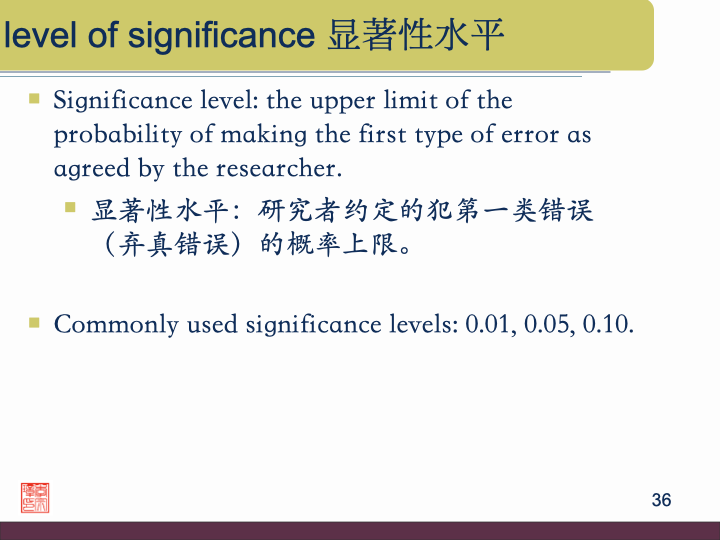 level of significance 显著性水平
Significance level: the upper limit of the
probability of making the first type of error as
agreed by the researcher.
显著性水平：研究者约定的犯第一类错误
（弃真错误）的概率上限。
Commonly used significance levels: 0.01, 0.05, 0.10.
36